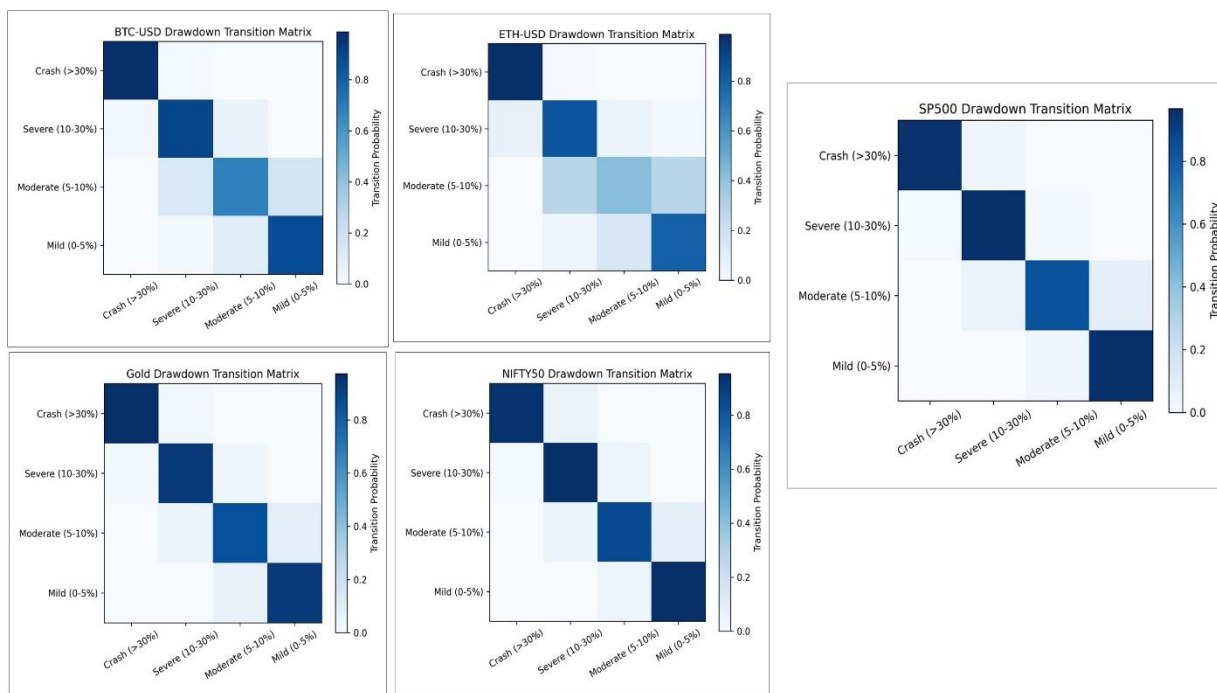 BTC-USD Drawdown Transition Matrix
Crash (>30%)
Severe (10-30%)
Moderate (5-10%)
Mild (0-5%)
Crash (>30%)
Severe (10-30%)
Moderate (5-10%)
Mild (0-5%)
0.8
0.6
0.4
0.2
0.0
Transition Probability
ETH-USD Drawdown Transition Matrix
Crash (>30%)
Severe (10-30%)
Moderate (5-10%)
Mild (0-5%)
Crash (>30%)
Severe (10-30%)
Moderate (5-10%)
Mild (0-5%)
0.8
0.6
0.4
0.2
0.0
Transition Probability
SP500 Drawdown Transition Matrix
Crash (>30%)
Severe (10-30%)
Moderate (5-10%)
Mild (0-5%)
Crash (>30%)
Severe (10-30%)
Moderate (5-10%)
Mild (0-5%)
0.8
0.6
0.4
0.2
0.0
Transition Probability
Gold Drawdown Transition Matrix
Crash (>30%)
Severe (10-30%)
Moderate (5-10%)
Mild (0-5%)
Crash (>30%)
Severe (10-30%)
Moderate (5-10%)
Mild (0-5%)
0.8
0.6
0.4
0.2
0.0
Transition Probability
NIFTY50 Drawdown Transition Matrix
Crash (>30%)
Severe (10-30%)
Moderate (5-10%)
Mild (0-5%)
Crash (>30%)
Severe (10-30%)
Moderate (5-10%)
Mild (0-5%)
0.8
0.6
0.4
0.2
0.0
Transition Probability